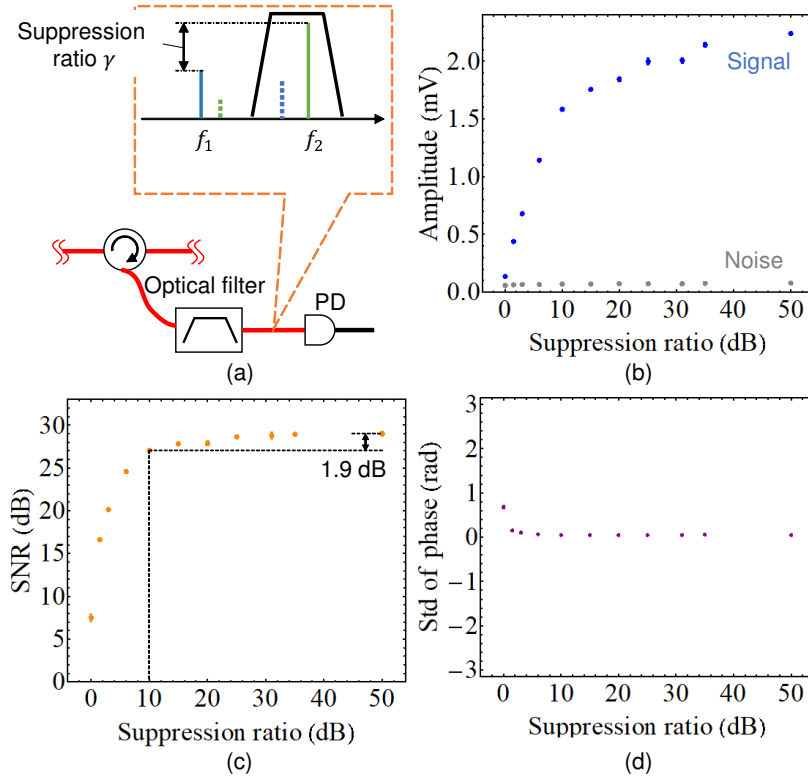 Suppression
ratio γ
f₁
f₂
Optical filter
PD
(a)
Amplitude (mV)
2.0
1.5
1.0
0.5
0.0
Signal
Noise
0 10 20 30 40 50
Suppression ratio (dB)
(b)
SNR (dB)
30
25
20
15
10
5
0
1.9 dB
0 10 20 30 40 50
Suppression ratio (dB)
(c)
Std of phase (rad)
3
2
1
0
−1
−2
−3
0 10 20 30 40 50
Suppression ratio (dB)
(d)